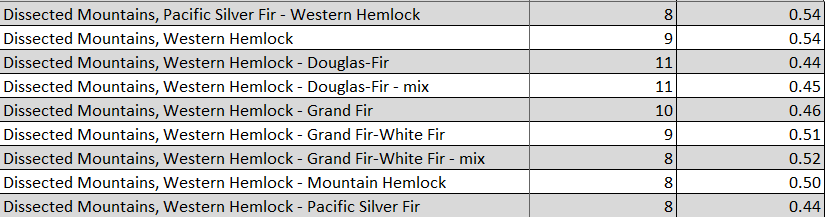 Dissected Mountains, Pacific Silver Fir - Western Hemlock 8 0.54
Dissected Mountains, Western Hemlock 9 0.54
Dissected Mountains, Western Hemlock - Douglas-Fir 11 0.44
Dissected Mountains, Western Hemlock - Douglas-Fir - mix 11 0.45
Dissected Mountains, Western Hemlock - Grand Fir 10 0.46
Dissected Mountains, Western Hemlock - Grand Fir-White Fir 9 0.51
Dissected Mountains, Western Hemlock - Grand Fir-White Fir - mix 8 0.52
Dissected Mountains, Western Hemlock - Mountain Hemlock 8 0.50
Dissected Mountains, Western Hemlock - Pacific Silver Fir 8 0.44